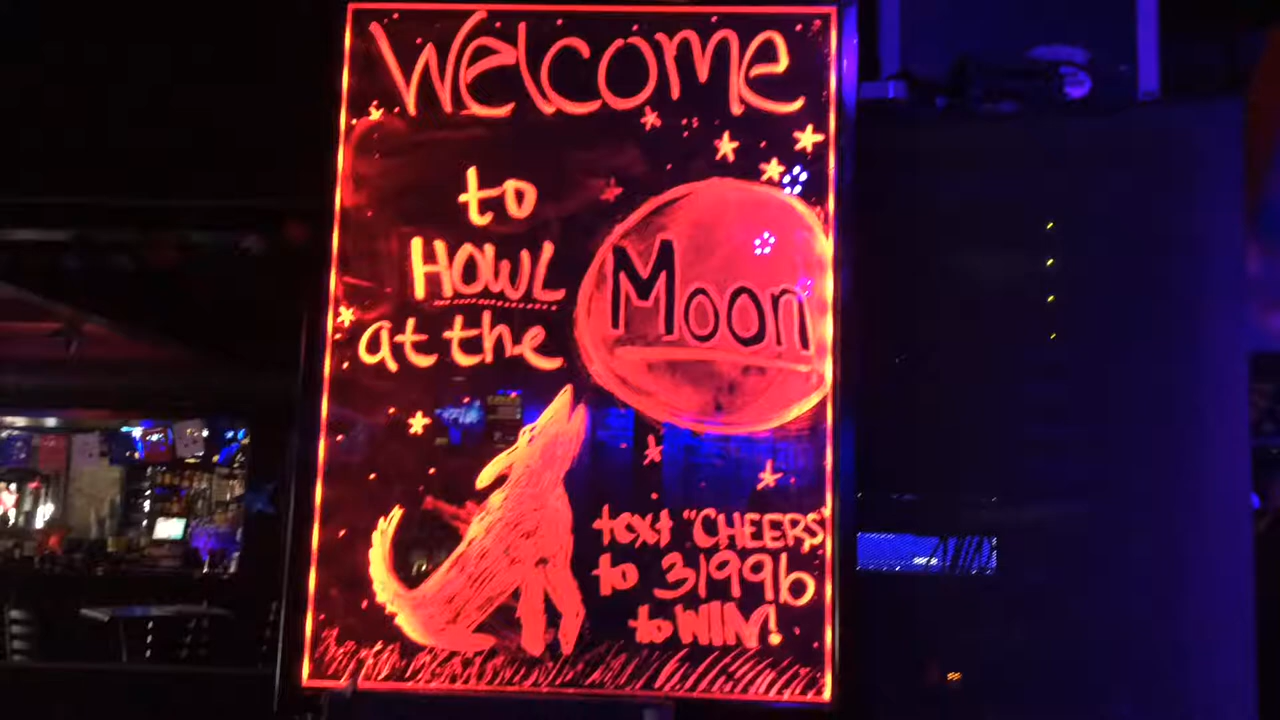 Welcome
to
HOWL
at the
Moon
text "CHEERS"
to 31996
to WIN!